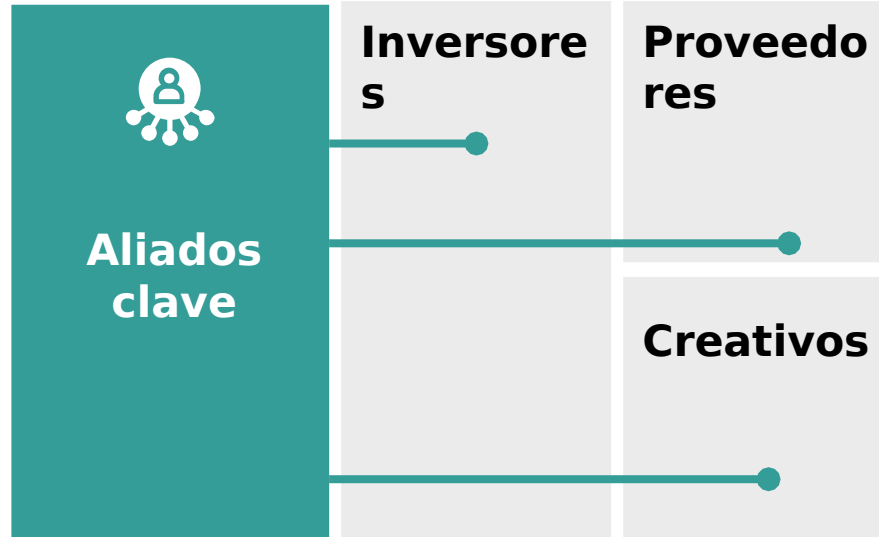 Aliados
clave
Inversore
s
Proveedo
res
Creativos